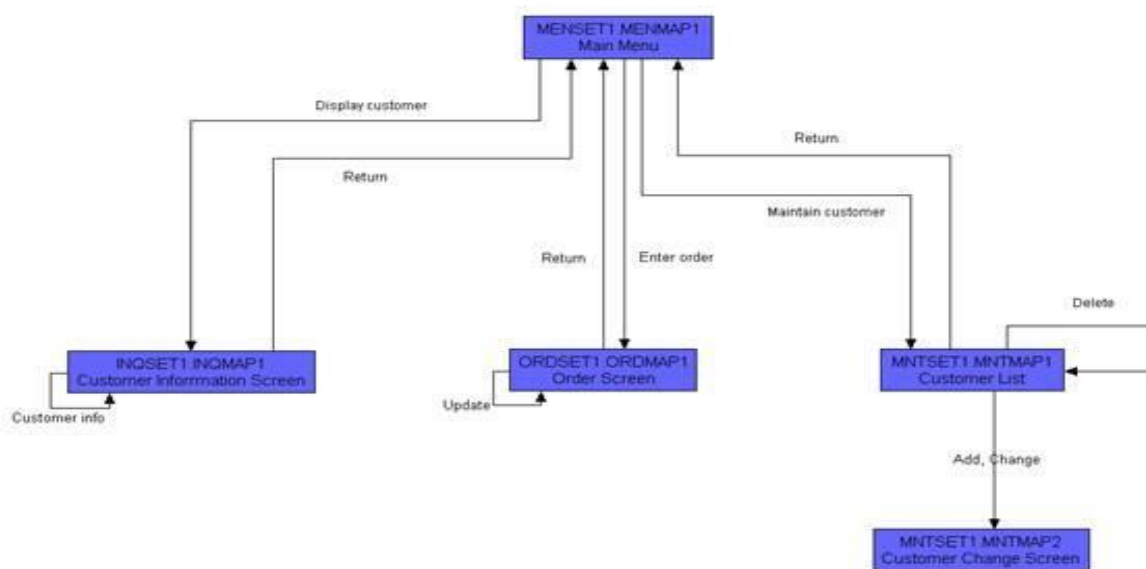 MENSET1.MENMAP1
Main Menu
Display customer
Return
Return
Maintain customer
Return
Enter order
Delete
INQSET1.INQMAP1
Customer Inforrmation Screen
ORDSET1.ORDMAP1
Order Screen
MNTSET1.MNTMAP1
Customer List
Customer info
Update
Add, Change
MNTSET1.MNTMAP2
Customer Change Screen